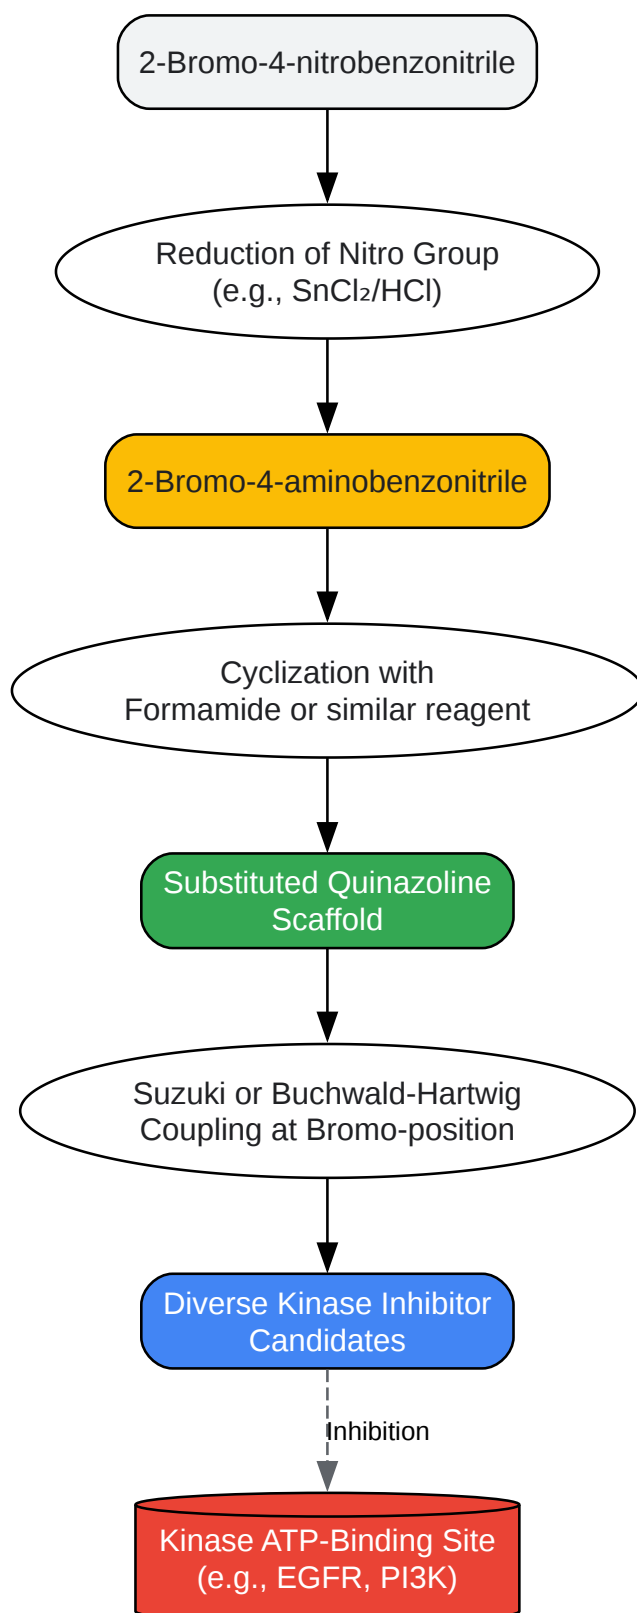 2-Bromo-4-nitrobenzonitrile
Reduction of Nitro Group
(e.g., SnCl₂/HCl)
2-Bromo-4-aminobenzonitrile
Cyclization with
Formamide or similar reagent
Substituted Quinazoline
Scaffold
Suzuki or Buchwald-Hartwig
Coupling at Bromo-position
Diverse Kinase Inhibitor
Candidates
Inhibition
Kinase ATP-Binding Site
(e.g., EGFR, PI3K)